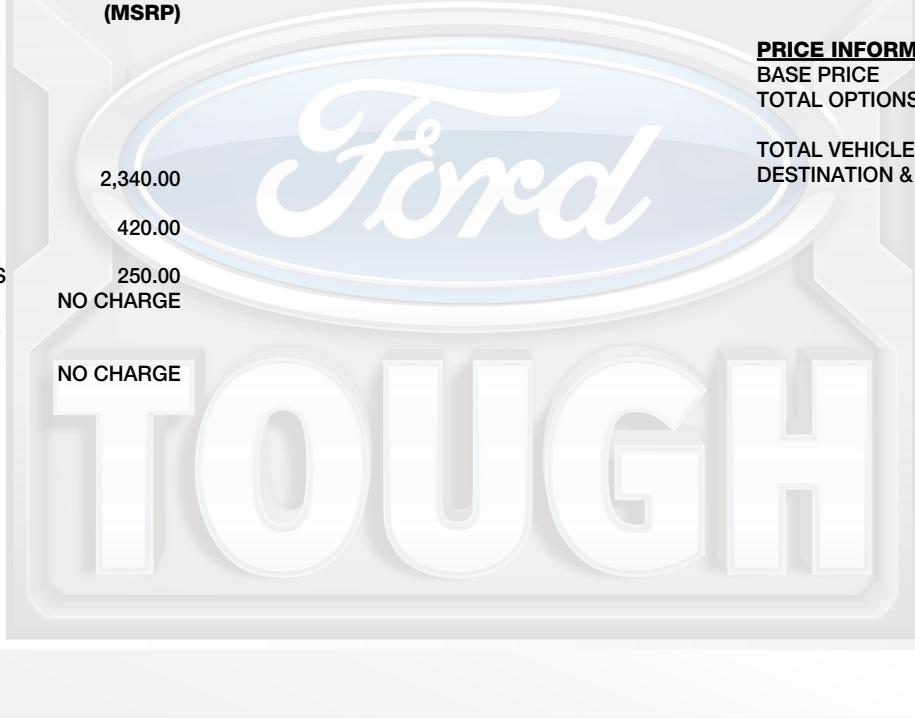 (MSRP)
2,340.00
420.00
S 250.00
NO CHARGE
NO CHARGE
PRICE INFORM
BASE PRICE
TOTAL OPTIONS
TOTAL VEHICLE
DESTINATION &
Ford
TOUGH